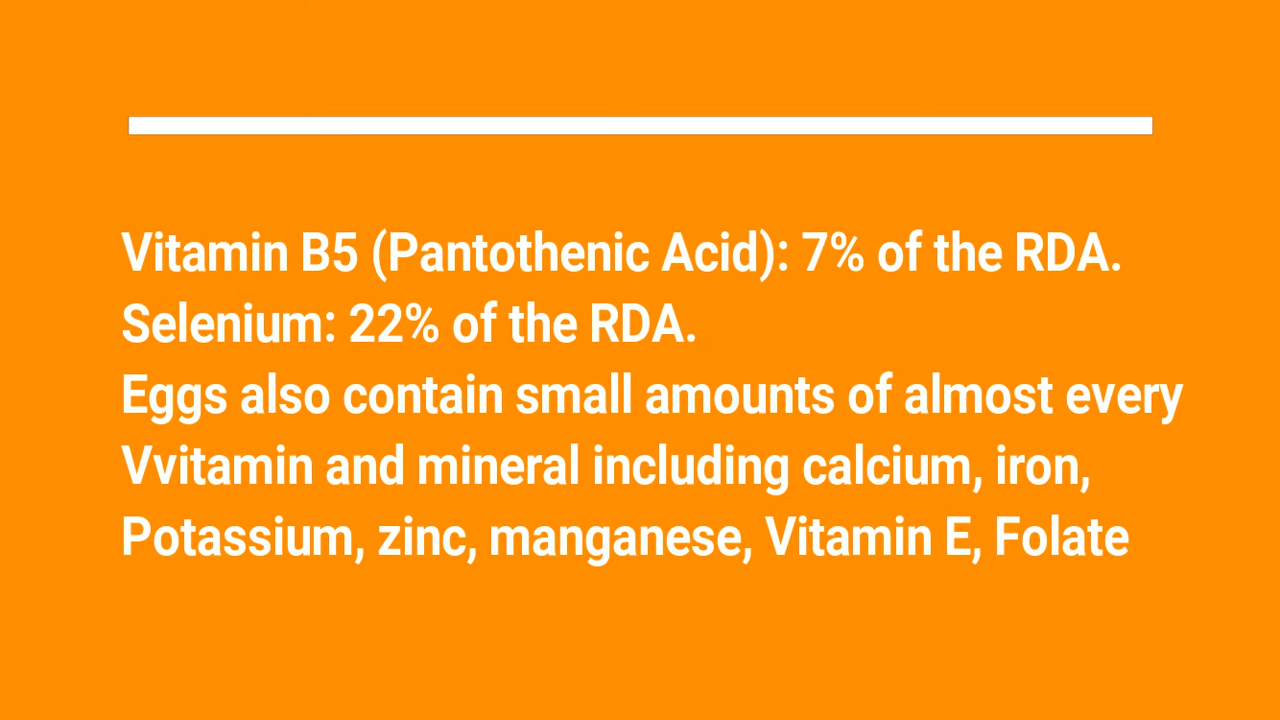 Vitamin B5 (Pantothenic Acid): 7% of the RDA.
Selenium: 22% of the RDA.
Eggs also contain small amounts of almost every
Vvitamin and mineral including calcium, iron,
Potassium, zinc, manganese, Vitamin E, Folate